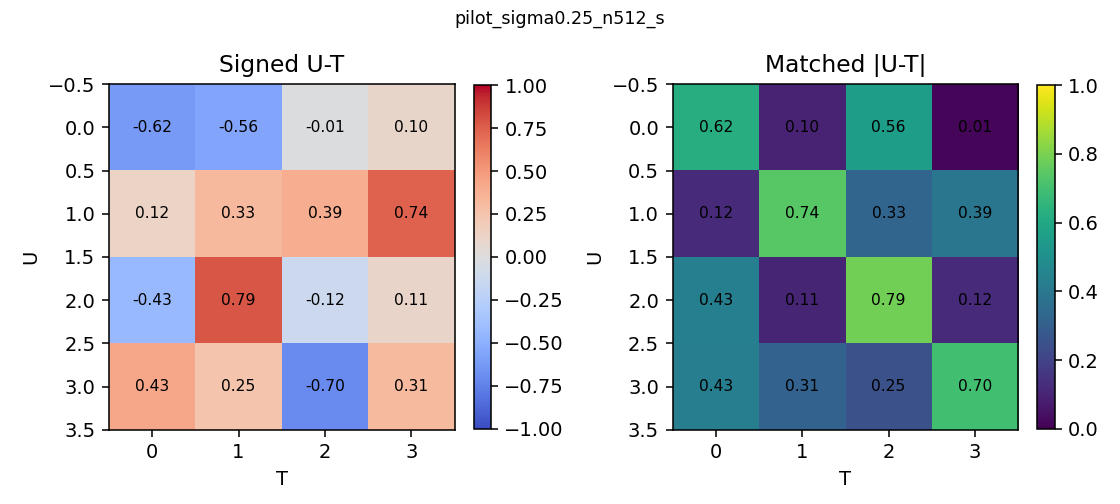 pilot_sigma0.25_n512_s
Signed U-T
−0.5
0.0
0.5
1.0
1.5
2.0
2.5
3.0
3.5
U
-0.62 -0.56 -0.01 0.10
0.12 0.33 0.39 0.74
-0.43 0.79 -0.12 0.11
0.43 0.25 -0.70 0.31
0 1 2 3
T
1.00
0.75
0.50
0.25
0.00
−0.25
−0.50
−0.75
−1.00
Matched |U-T|
−0.5
0.0
0.5
1.0
1.5
2.0
2.5
3.0
3.5
U
0.62 0.10 0.56 0.01
0.12 0.74 0.33 0.39
0.43 0.11 0.79 0.12
0.43 0.31 0.25 0.70
0 1 2 3
T
1.0
0.8
0.6
0.4
0.2
0.0